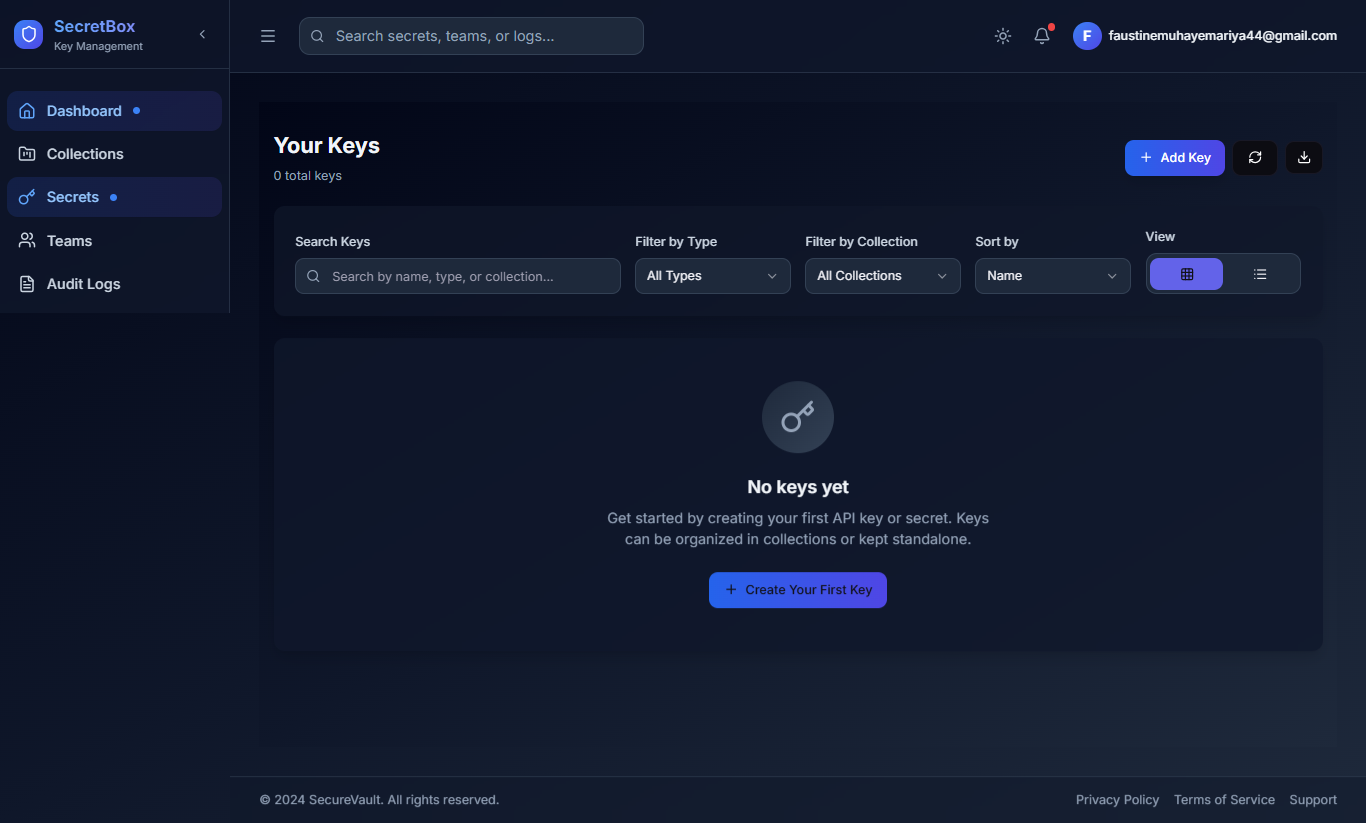 SecretBox
Key Management
Search secrets, teams, or logs...
F
faustinemuhayemariya44@gmail.com
Dashboard
Collections
Secrets
Teams
Audit Logs
Your Keys
0 total keys
Add Key
Search Keys
Search by name, type, or collection...
Filter by Type
All Types
Filter by Collection
All Collections
Sort by
Name
View
No keys yet
Get started by creating your first API key or secret. Keys
can be organized in collections or kept standalone.
Create Your First Key
© 2024 SecureVault. All rights reserved.
Privacy Policy
Terms of Service
Support